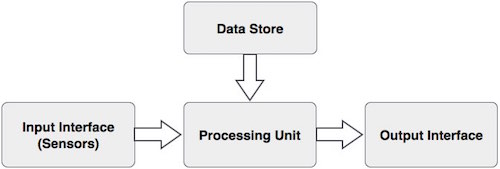 Data Store
Input Interface
(Sensors)
Processing Unit
Output Interface